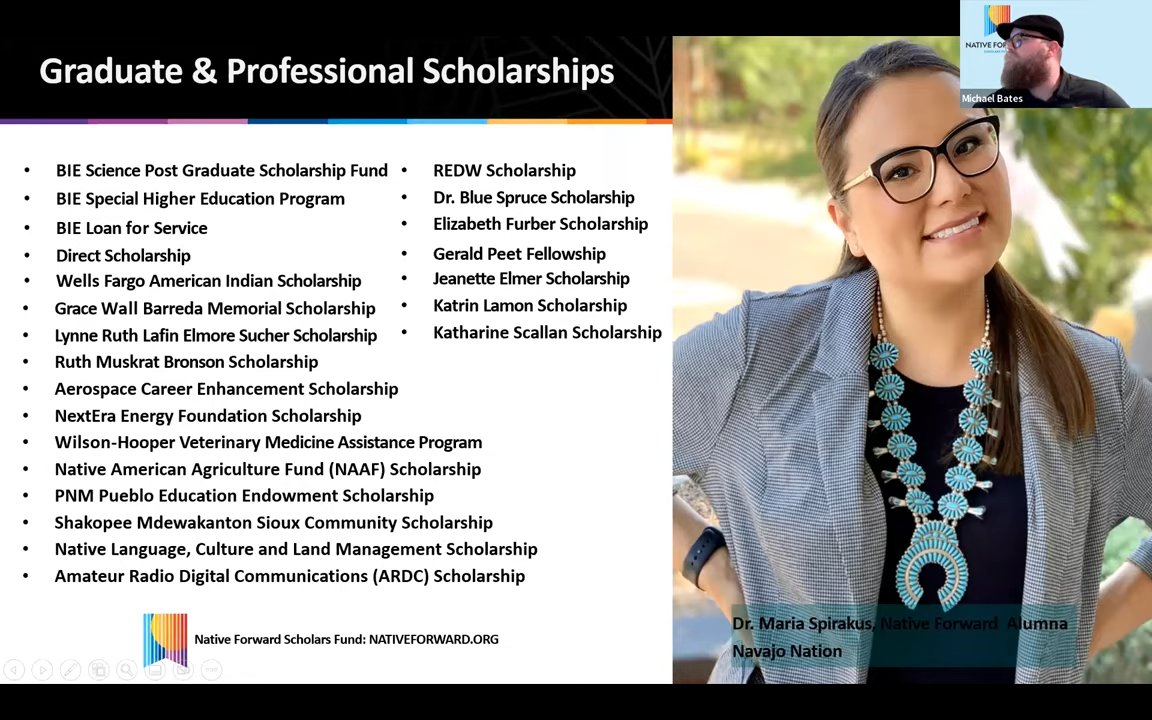 Graduate & Professional Scholarships
• BIE Science Post Graduate Scholarship Fund
• BIE Special Higher Education Program
• BIE Loan for Service
• Direct Scholarship
• Wells Fargo American Indian Scholarship
• Grace Wall Barreda Memorial Scholarship
• Lynne Ruth Lafin Elmore Sucher Scholarship
• Ruth Muskrat Bronson Scholarship
• Aerospace Career Enhancement Scholarship
• NextEra Energy Foundation Scholarship
• Wilson-Hooper Veterinary Medicine Assistance Program
• Native American Agriculture Fund (NAAF) Scholarship
• PNM Pueblo Education Endowment Scholarship
• Shakopee Mdewakanton Sioux Community Scholarship
• Native Language, Culture and Land Management Scholarship
• Amateur Radio Digital Communications (ARDC) Scholarship
• REDW Scholarship
• Dr. Blue Spruce Scholarship
• Elizabeth Furber Scholarship
• Gerald Peet Fellowship
• Jeanette Elmer Scholarship
• Katrin Lamon Scholarship
• Katharine Scallan Scholarship
Native Forward Scholars Fund: NATIVEFORWARD.ORG
NATIVE
Michael Bates
Dr. Maria Spirakus, Native Forward Alumna
Navajo Nation